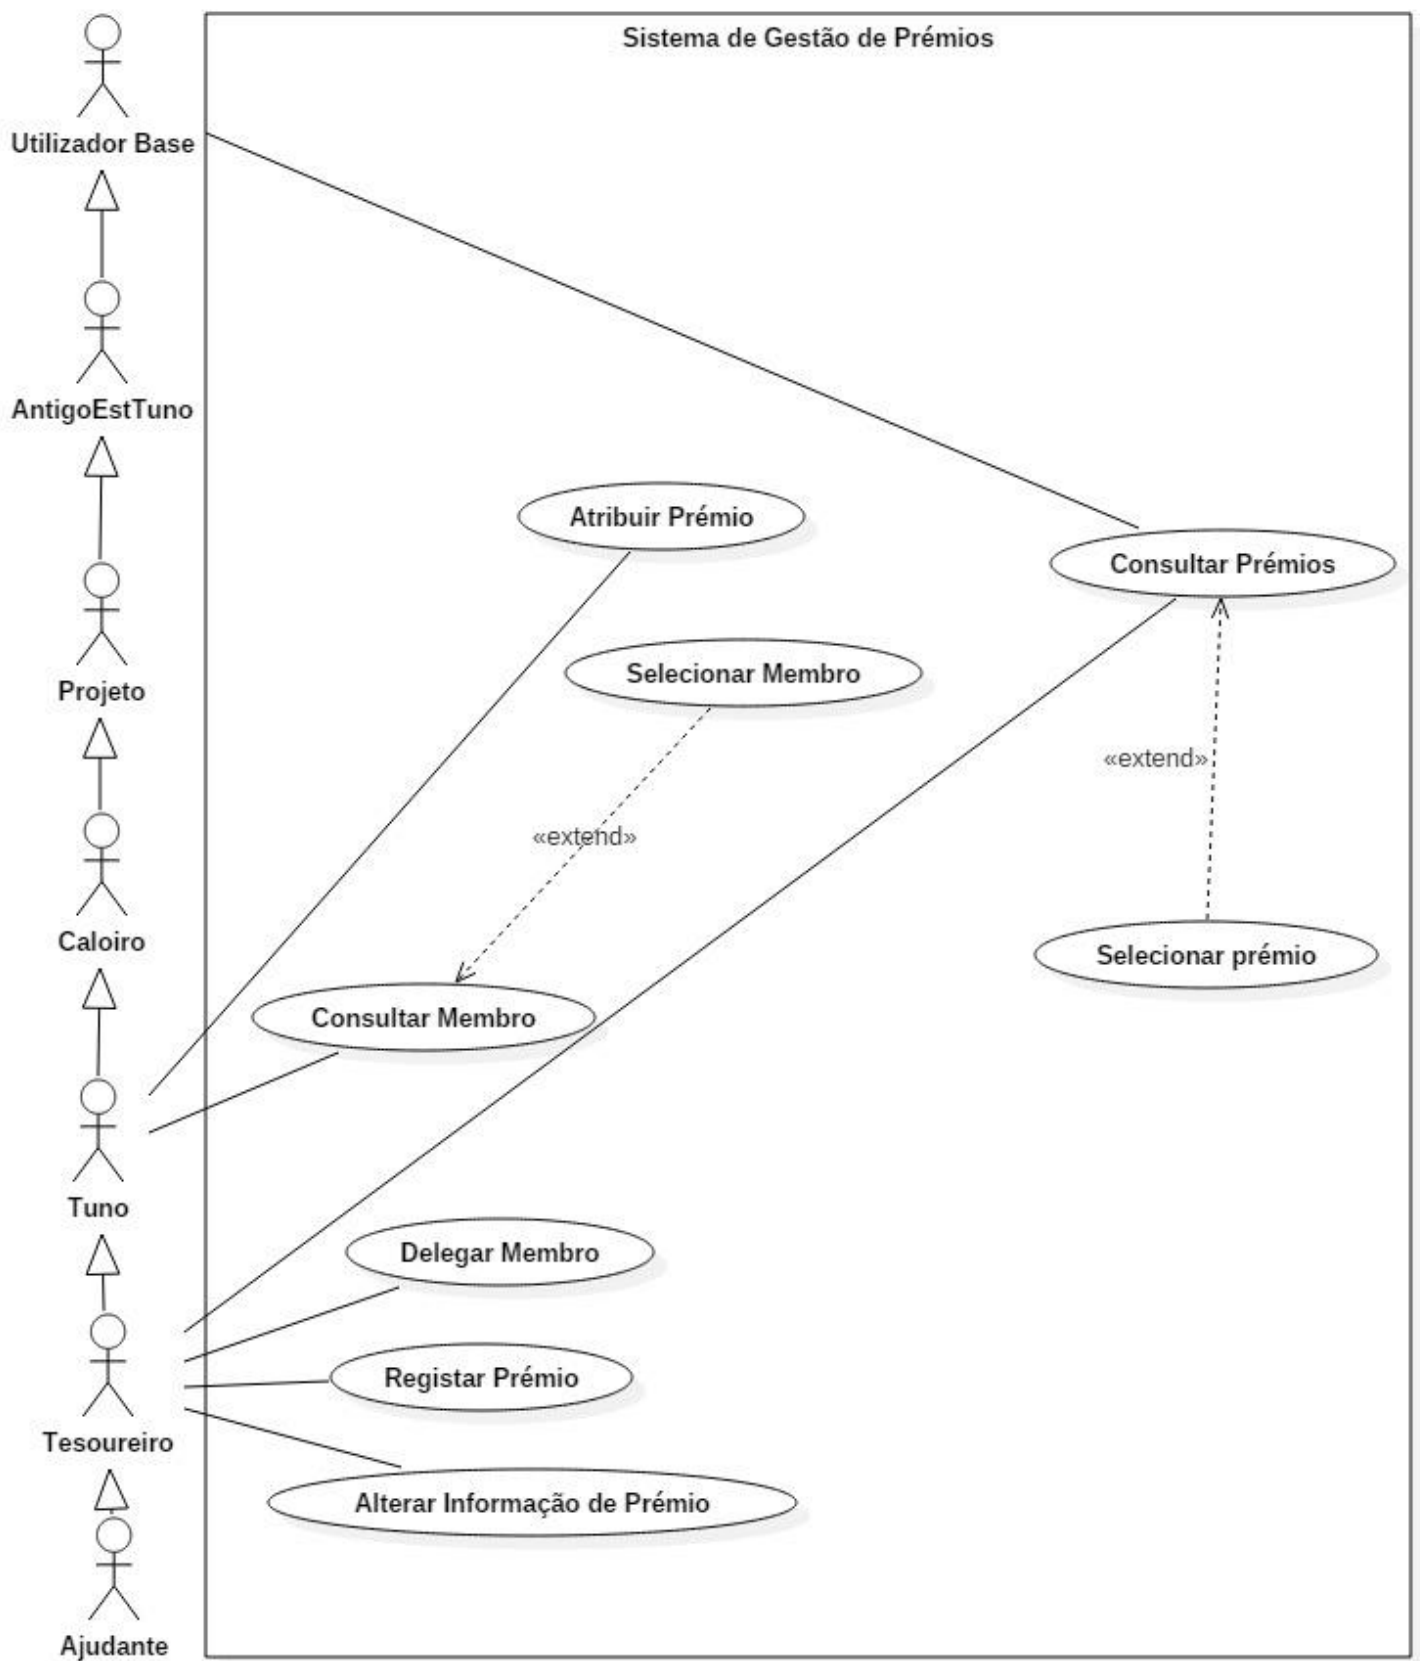 Sistema de Gestão de Prémios
Utilizador Base
AntigoEstTuno
Atribuir Prémio
Consultar Prémios
Selecionar Membro
Projeto
«extend»
«extend»
Caloiro
Selecionar prémio
Consultar Membro
Tuno
Delegar Membro
Registar Prémio
Tesoureiro
Alterar Informação de Prémio
Ajudante